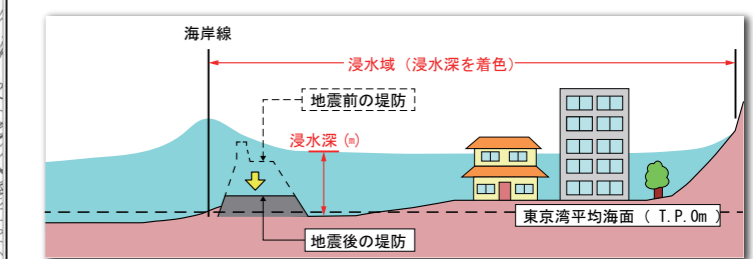 海岸線
浸水域（浸水深を着色）
地震前の堤防
浸水深（m）
東京湾平均海面（ T.P.0m ）
地震後の堤防